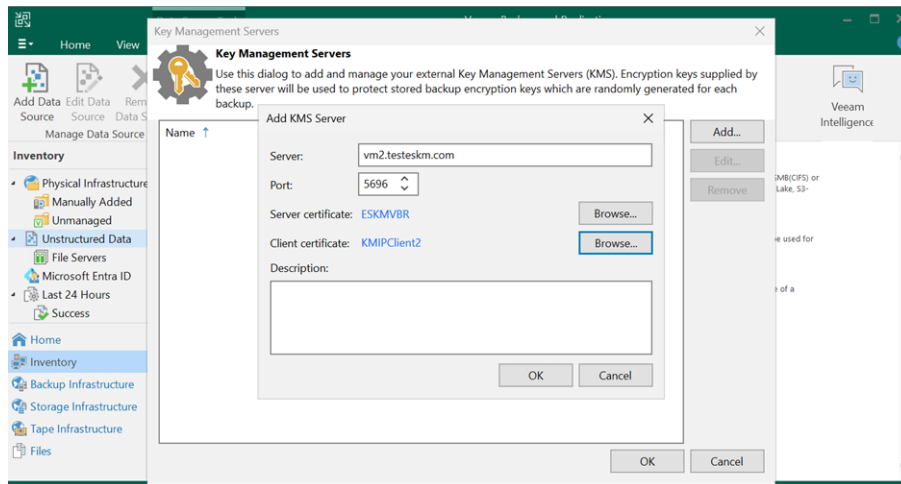 Key Management Servers
Home View
Key Management Servers
Use this dialog to add and manage your external Key Management Servers (KMS). Encryption keys supplied by
these server will be used to protect stored backup encryption keys which are randomly generated for each
backup.
Add Data Edit Data Rem
Source Source Data S
Manage Data Source
Veeam
Intelligence
Name
Add...
Edit...
Remove
Add KMS Server
Server: vm2.testeskm.com
Port: 5696
Server certificate: ESKMVBR Browse...
Client certificate: KMIPClient2 Browse...
Description:
OK Cancel
Inventory
Physical Infrastructure
Manually Added
Unmanaged
Unstructured Data
File Servers
Microsoft Entra ID
Last 24 Hours
Success
Home
Inventory
Backup Infrastructure
Storage Infrastructure
Tape Infrastructure
Files
SMB(CIFS) or
Lake, S3-
e used for
e of a
OK Cancel